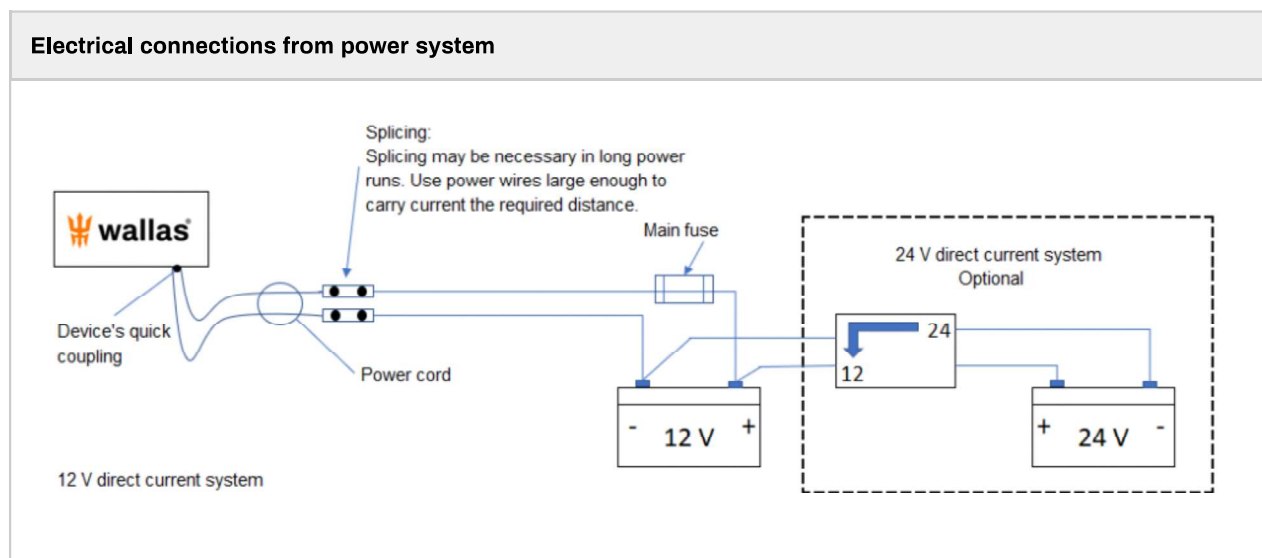 Electrical connections from power system
Splicing:
Splicing may be necessary in long power
runs. Use power wires large enough to
carry current the required distance.
wallas
Main fuse
24 V direct current system
Optional
Device's quick
coupling
Power cord
24
12
- 12 V +
+ 24 V -
12 V direct current system